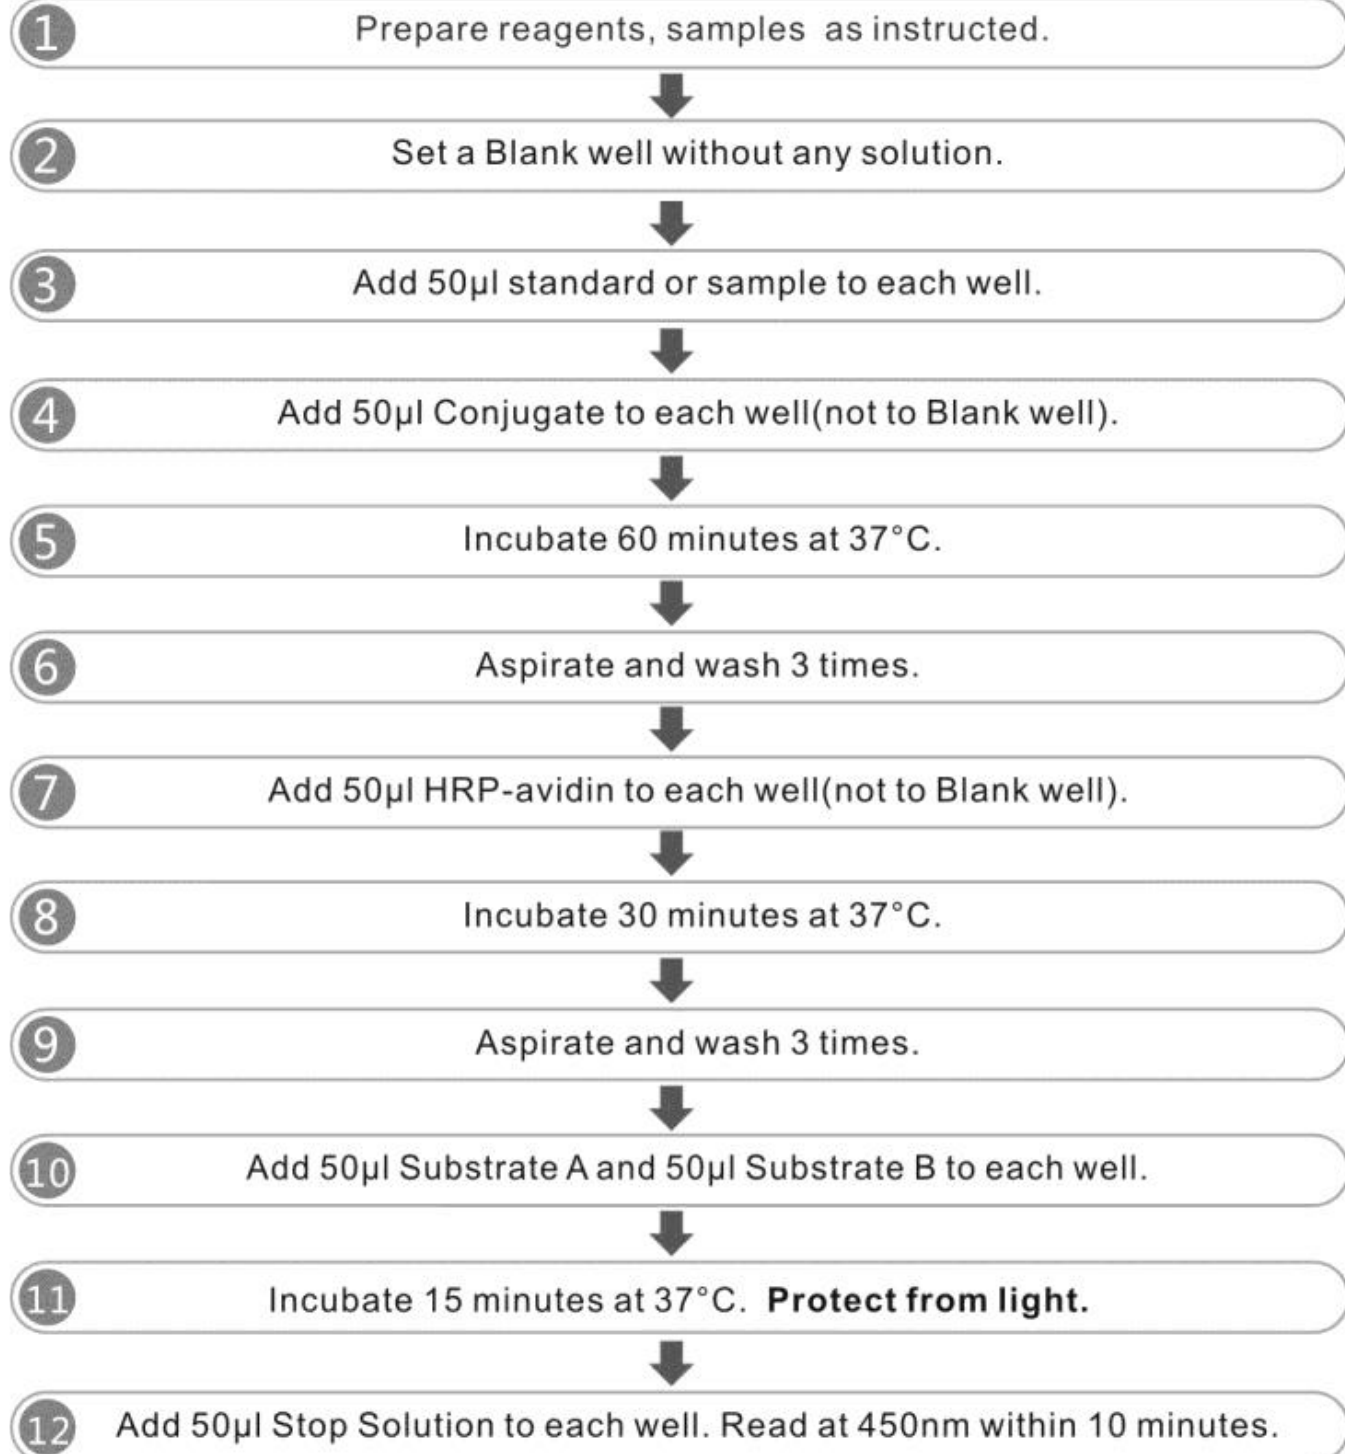 1 Prepare reagents, samples as instructed.
2 Set a Blank well without any solution.
3 Add 50µl standard or sample to each well.
4 Add 50µl Conjugate to each well(not to Blank well).
5 Incubate 60 minutes at 37°C.
6 Aspirate and wash 3 times.
7 Add 50µl HRP-avidin to each well(not to Blank well).
8 Incubate 30 minutes at 37°C.
9 Aspirate and wash 3 times.
10 Add 50µl Substrate A and 50µl Substrate B to each well.
11 Incubate 15 minutes at 37°C. Protect from light.
12 Add 50µl Stop Solution to each well. Read at 450nm within 10 minutes.